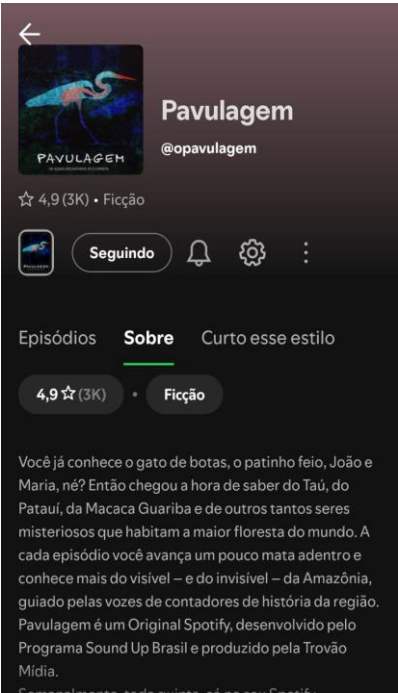 Pavulagem
@opavulagem
PAVULAGEM
4,9 (3K) • Ficção
Seguindo
Episódios Sobre Curto esse estilo
4,9 (3K) • Ficção
Você já conhece o gato de botas, o patinho feio, João e
Maria, né? Então chegou a hora de saber do Taú, do
Patauí, da Macaca Guariba e de outros tantos seres
misteriosos que habitam a maior floresta do mundo. A
cada episódio você avança um pouco mata adentro e
conhece mais do visível – e do invisível – da Amazônia,
guiado pelas vozes de contadores de história da região.
Pavulagem é um Original Spotify, desenvolvido pelo
Programa Sound Up Brasil e produzido pela Trovão
Mídia.